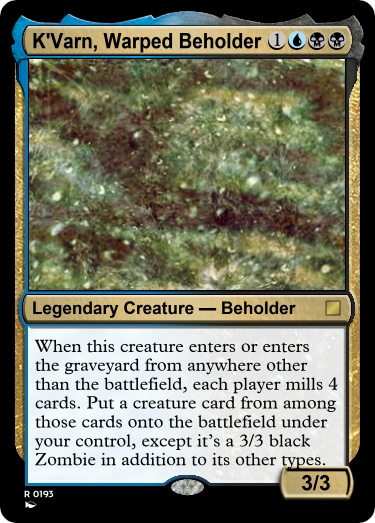 K'Varn, Warped Beholder 1
Legendary Creature — Beholder
When this creature enters or enters
the graveyard from anywhere other
than the battlefield, each player mills 4
cards. Put a creature card from among
those cards onto the battlefield under
your control, except it's a 3/3 black
Zombie in addition to its other types.
3/3
R 0193